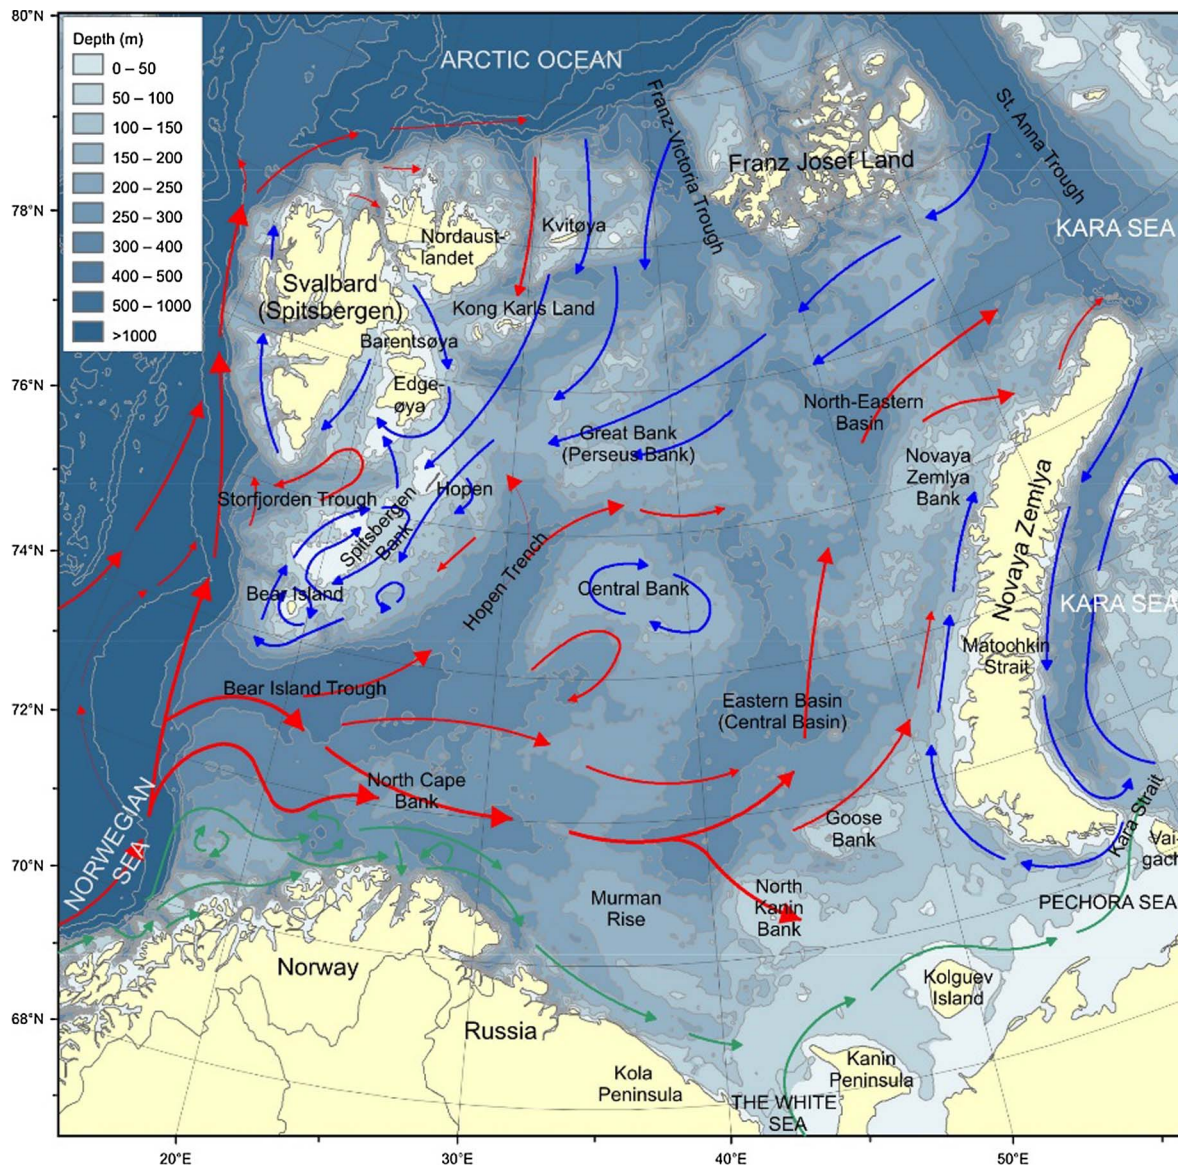 80°N
Depth (m)
0 – 50
50 – 100
100 – 150
150 – 200
200 – 250
250 – 300
300 – 400
400 – 500
500 – 1000
>1000
ARCTIC OCEAN
Franz-Victoria Trough
St. Anna Trough
Franz Josef Land
78°N
KARA SEA
Kvitøya
Nordaust-
landet
Svalbard
(Spitsbergen)
Kong Karls Land
Barentsøya
76°N
Edge-
øya
North-Eastern
Basin
Great Bank
(Perseus Bank)
Novaya
Zemlya
Bank
Storfjorden Trough
Hopen
Spitsbergen
Bank
Novaya Zemlya
74°N
Hopen Trench
Bear Island
Central Bank
KARA SEA
Matochkin
Strait
Bear Island Trough
72°N
Eastern Basin
(Central Basin)
North Cape
Bank
NORWEGIAN
SEA
Goose
Bank
Kara Strait
Vai-
gach
70°N
Murman
Rise
North
Kanin
Bank
PECHORA SEA
Norway
Kolguev
Island
68°N
Russia
Kola
Peninsula
Kanin
Peninsula
THE WHITE
SEA
20°E
30°E
40°E
50°E